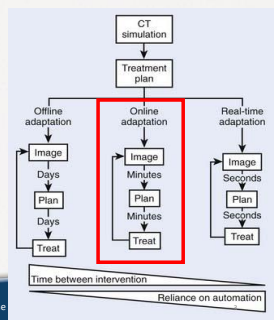 CT
simulation
Treatment
plan
Offline
adaptation
Online
adaptation
Real-time
adaptation
Image
Image
Image
Days
Minutes
Seconds
Plan
Plan
Plan
Days
Minutes
Seconds
Treat
Treat
Treat
Time between intervention
Reliance on automation